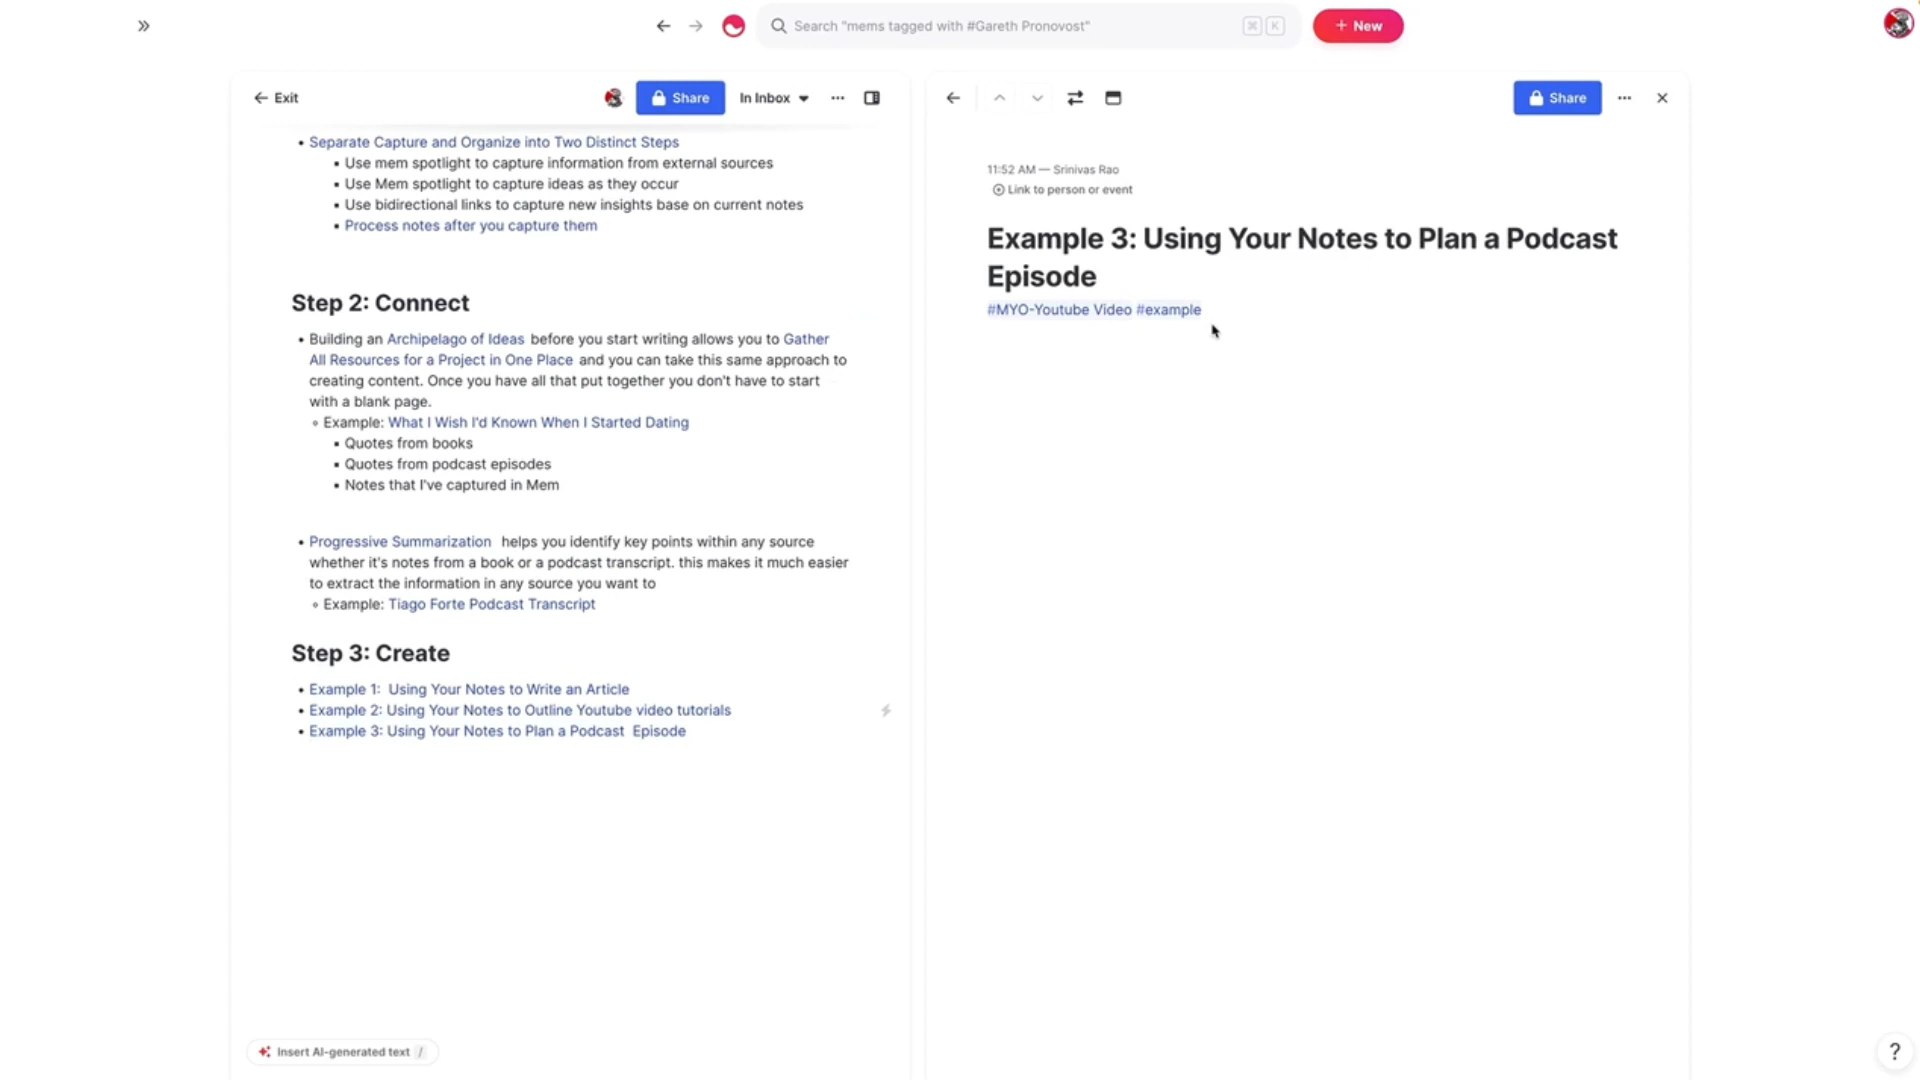 Search "mems tagged with #Gareth Pronovost"
⌘ K
+ New
Exit
Share
In Inbox
Share
• Separate Capture and Organize into Two Distinct Steps
▪ Use mem spotlight to capture information from external sources
▪ Use Mem spotlight to capture ideas as they occur
▪ Use bidirectional links to capture new insights base on current notes
▪ Process notes after you capture them
Step 2: Connect
• Building an Archipelago of Ideas before you start writing allows you to Gather
All Resources for a Project in One Place and you can take this same approach to
creating content. Once you have all that put together you don't have to start
with a blank page.
◦ Example: What I Wish I'd Known When I Started Dating
▪ Quotes from books
▪ Quotes from podcast episodes
▪ Notes that I've captured in Mem
• Progressive Summarization helps you identify key points within any source
whether it's notes from a book or a podcast transcript. this makes it much easier
to extract the information in any source you want to
◦ Example: Tiago Forte Podcast Transcript
Step 3: Create
• Example 1: Using Your Notes to Write an Article
• Example 2: Using Your Notes to Outline Youtube video tutorials
• Example 3: Using Your Notes to Plan a Podcast Episode
Insert AI-generated text /
11:52 AM — Srinivas Rao
Link to person or event
Example 3: Using Your Notes to Plan a Podcast
Episode
#MYO-Youtube Video #example
?